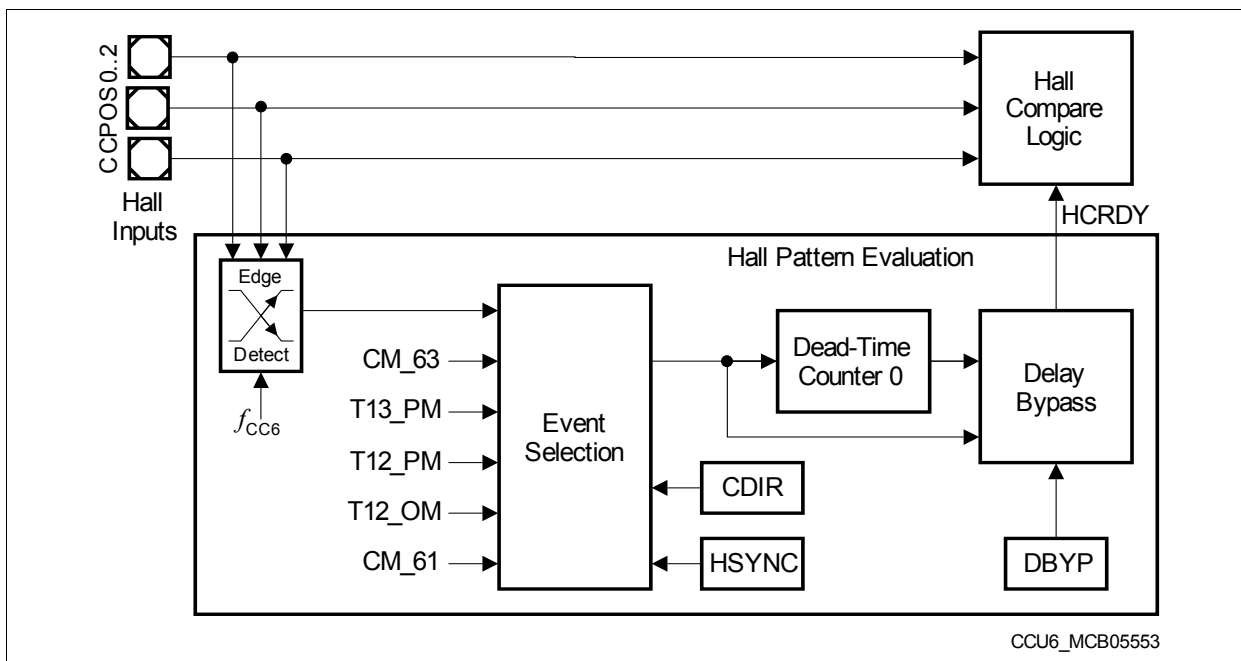 CCPOS0..2
Hall
Inputs
Hall
Compare
Logic
HCRDY
Hall Pattern Evaluation
Edge
Detect
fCC6
CM_63
T13_PM
T12_PM
T12_OM
CM_61
Event
Selection
Dead-Time
Counter 0
Delay
Bypass
CDIR
HSYNC
DBYP
CCU6_MCB05553